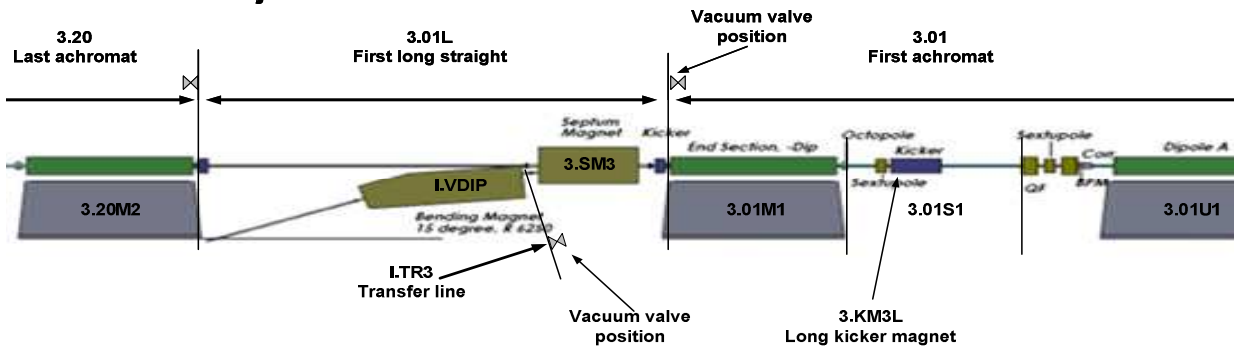 3.20
Last achromat
3.01L
First long straight
Vacuum valve
position
3.01
First achromat
Septum
Magnet
Kicker
End Section, -Dip
Octopole
Kicker
Sextupole
Corr
Dipole A
3.SM3
I.VDIP
Sextupole
QF
BPM
3.20M2
Bending Magnet
15 degree, R 6250
3.01M1
3.01S1
3.01U1
I.TR3
Transfer line
Vacuum valve
position
3.KM3L
Long kicker magnet